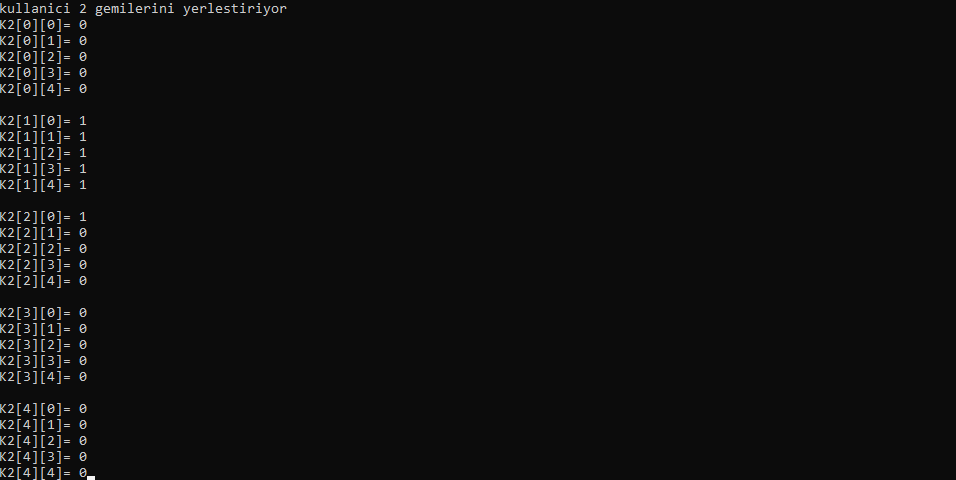 kullanici 2 gemilerini yerlestiriyor
K2[0][0]= 0
K2[0][1]= 0
K2[0][2]= 0
K2[0][3]= 0
K2[0][4]= 0
K2[1][0]= 1
K2[1][1]= 1
K2[1][2]= 1
K2[1][3]= 1
K2[1][4]= 1
K2[2][0]= 1
K2[2][1]= 0
K2[2][2]= 0
K2[2][3]= 0
K2[2][4]= 0
K2[3][0]= 0
K2[3][1]= 0
K2[3][2]= 0
K2[3][3]= 0
K2[3][4]= 0
K2[4][0]= 0
K2[4][1]= 0
K2[4][2]= 0
K2[4][3]= 0
K2[4][4]= 0